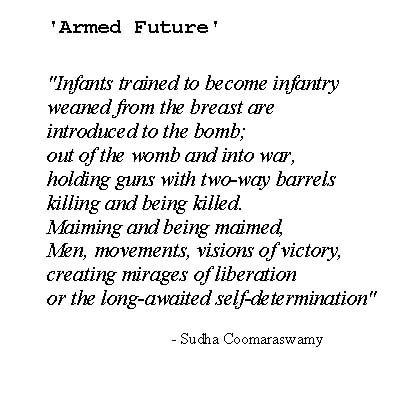 'Armed Future'
"Infants trained to become infantry
weaned from the breast are
introduced to the bomb;
out of the womb and into war,
holding guns with two-way barrels
killing and being killed.
Maiming and being maimed,
Men, movements, visions of victory,
creating mirages of liberation
or the long-awaited self-determination"
- Sudha Coomaraswamy